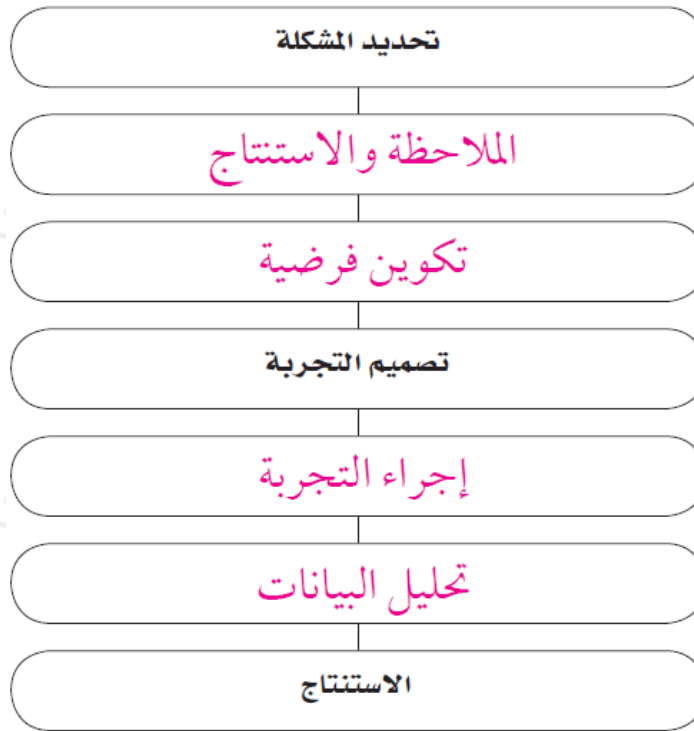 تحديد المشكلة
الملاحظة والاستنتاج
تكوين فرضية
تصميم التجربة
إجراء التجربة
تحليل البيانات
الاستنتاج